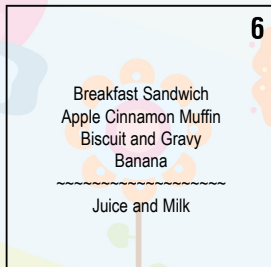 6
Breakfast Sandwich
Apple Cinnamon Muffin
Biscuit and Gravy
Banana
~~~~~~~~~~~~~~~~~~~
Juice and Milk